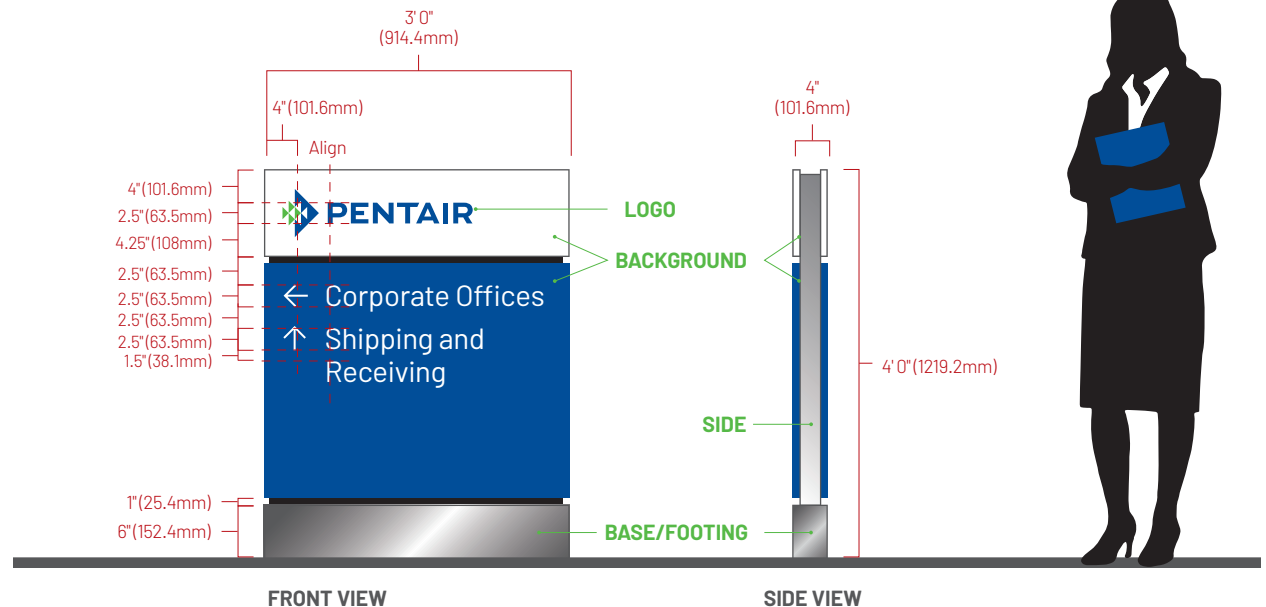 3' 0"
(914.4mm)
4"(101.6mm)
Align
4"
(101.6mm)
4"(101.6mm)
2.5"(63.5mm)
4.25"(108mm)
2.5"(63.5mm)
2.5"(63.5mm)
2.5"(63.5mm)
2.5"(63.5mm)
1.5"(38.1mm)
1"(25.4mm)
6"(152.4mm)
PENTAIR
← Corporate Offices
↑ Shipping and
Receiving
LOGO
BACKGROUND
SIDE
BASE/FOOTING
4' 0"(1219.2mm)
FRONT VIEW
SIDE VIEW